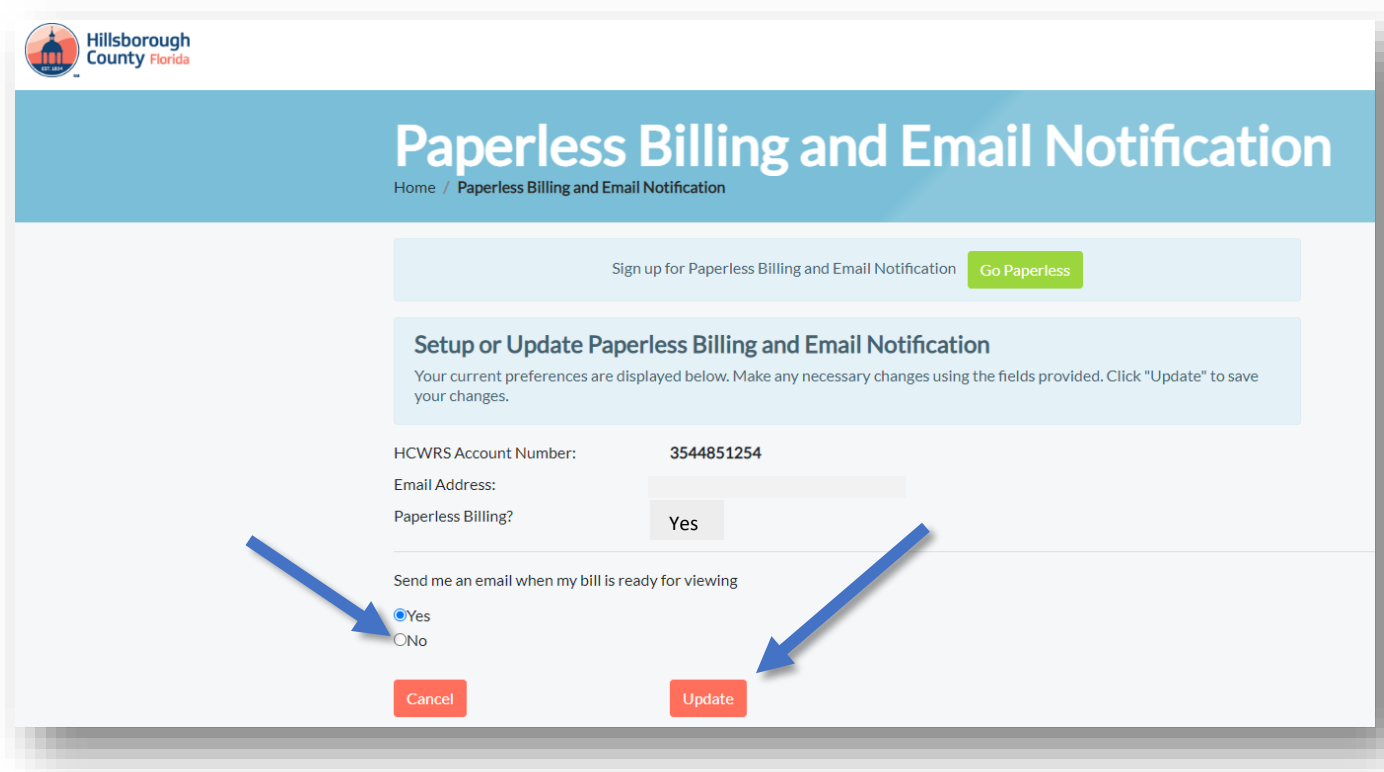 Hillsborough
County Florida
EST. 1834
SM
Paperless Billing and Email Notification
Home / Paperless Billing and Email Notification
Sign up for Paperless Billing and Email Notification Go Paperless
Setup or Update Paperless Billing and Email Notification
Your current preferences are displayed below. Make any necessary changes using the fields provided. Click "Update" to save
your changes.
HCWRS Account Number: 3544851254
Email Address:
Paperless Billing? Yes
Send me an email when my bill is ready for viewing
Yes
No
Cancel Update